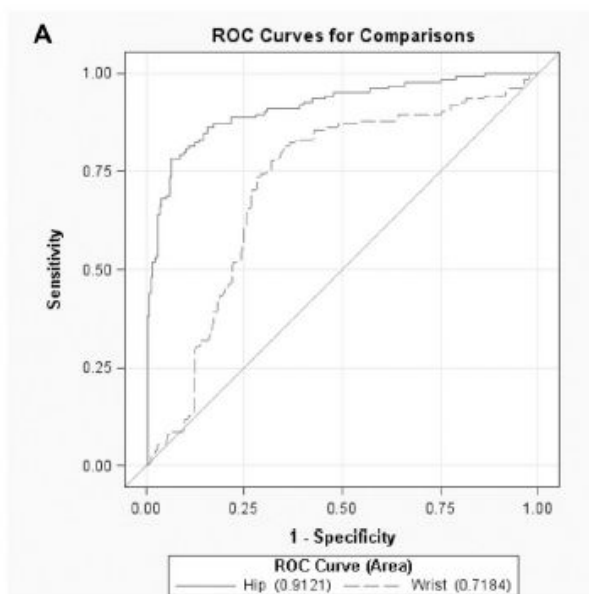 A
ROC Curves for Comparisons
1.00
0.75
0.50
0.25
0.00
Sensitivity
0.00 0.25 0.50 0.75 1.00
1 - Specificity
ROC Curve (Area)
Hip (0.9121) Wrist (0.7184)